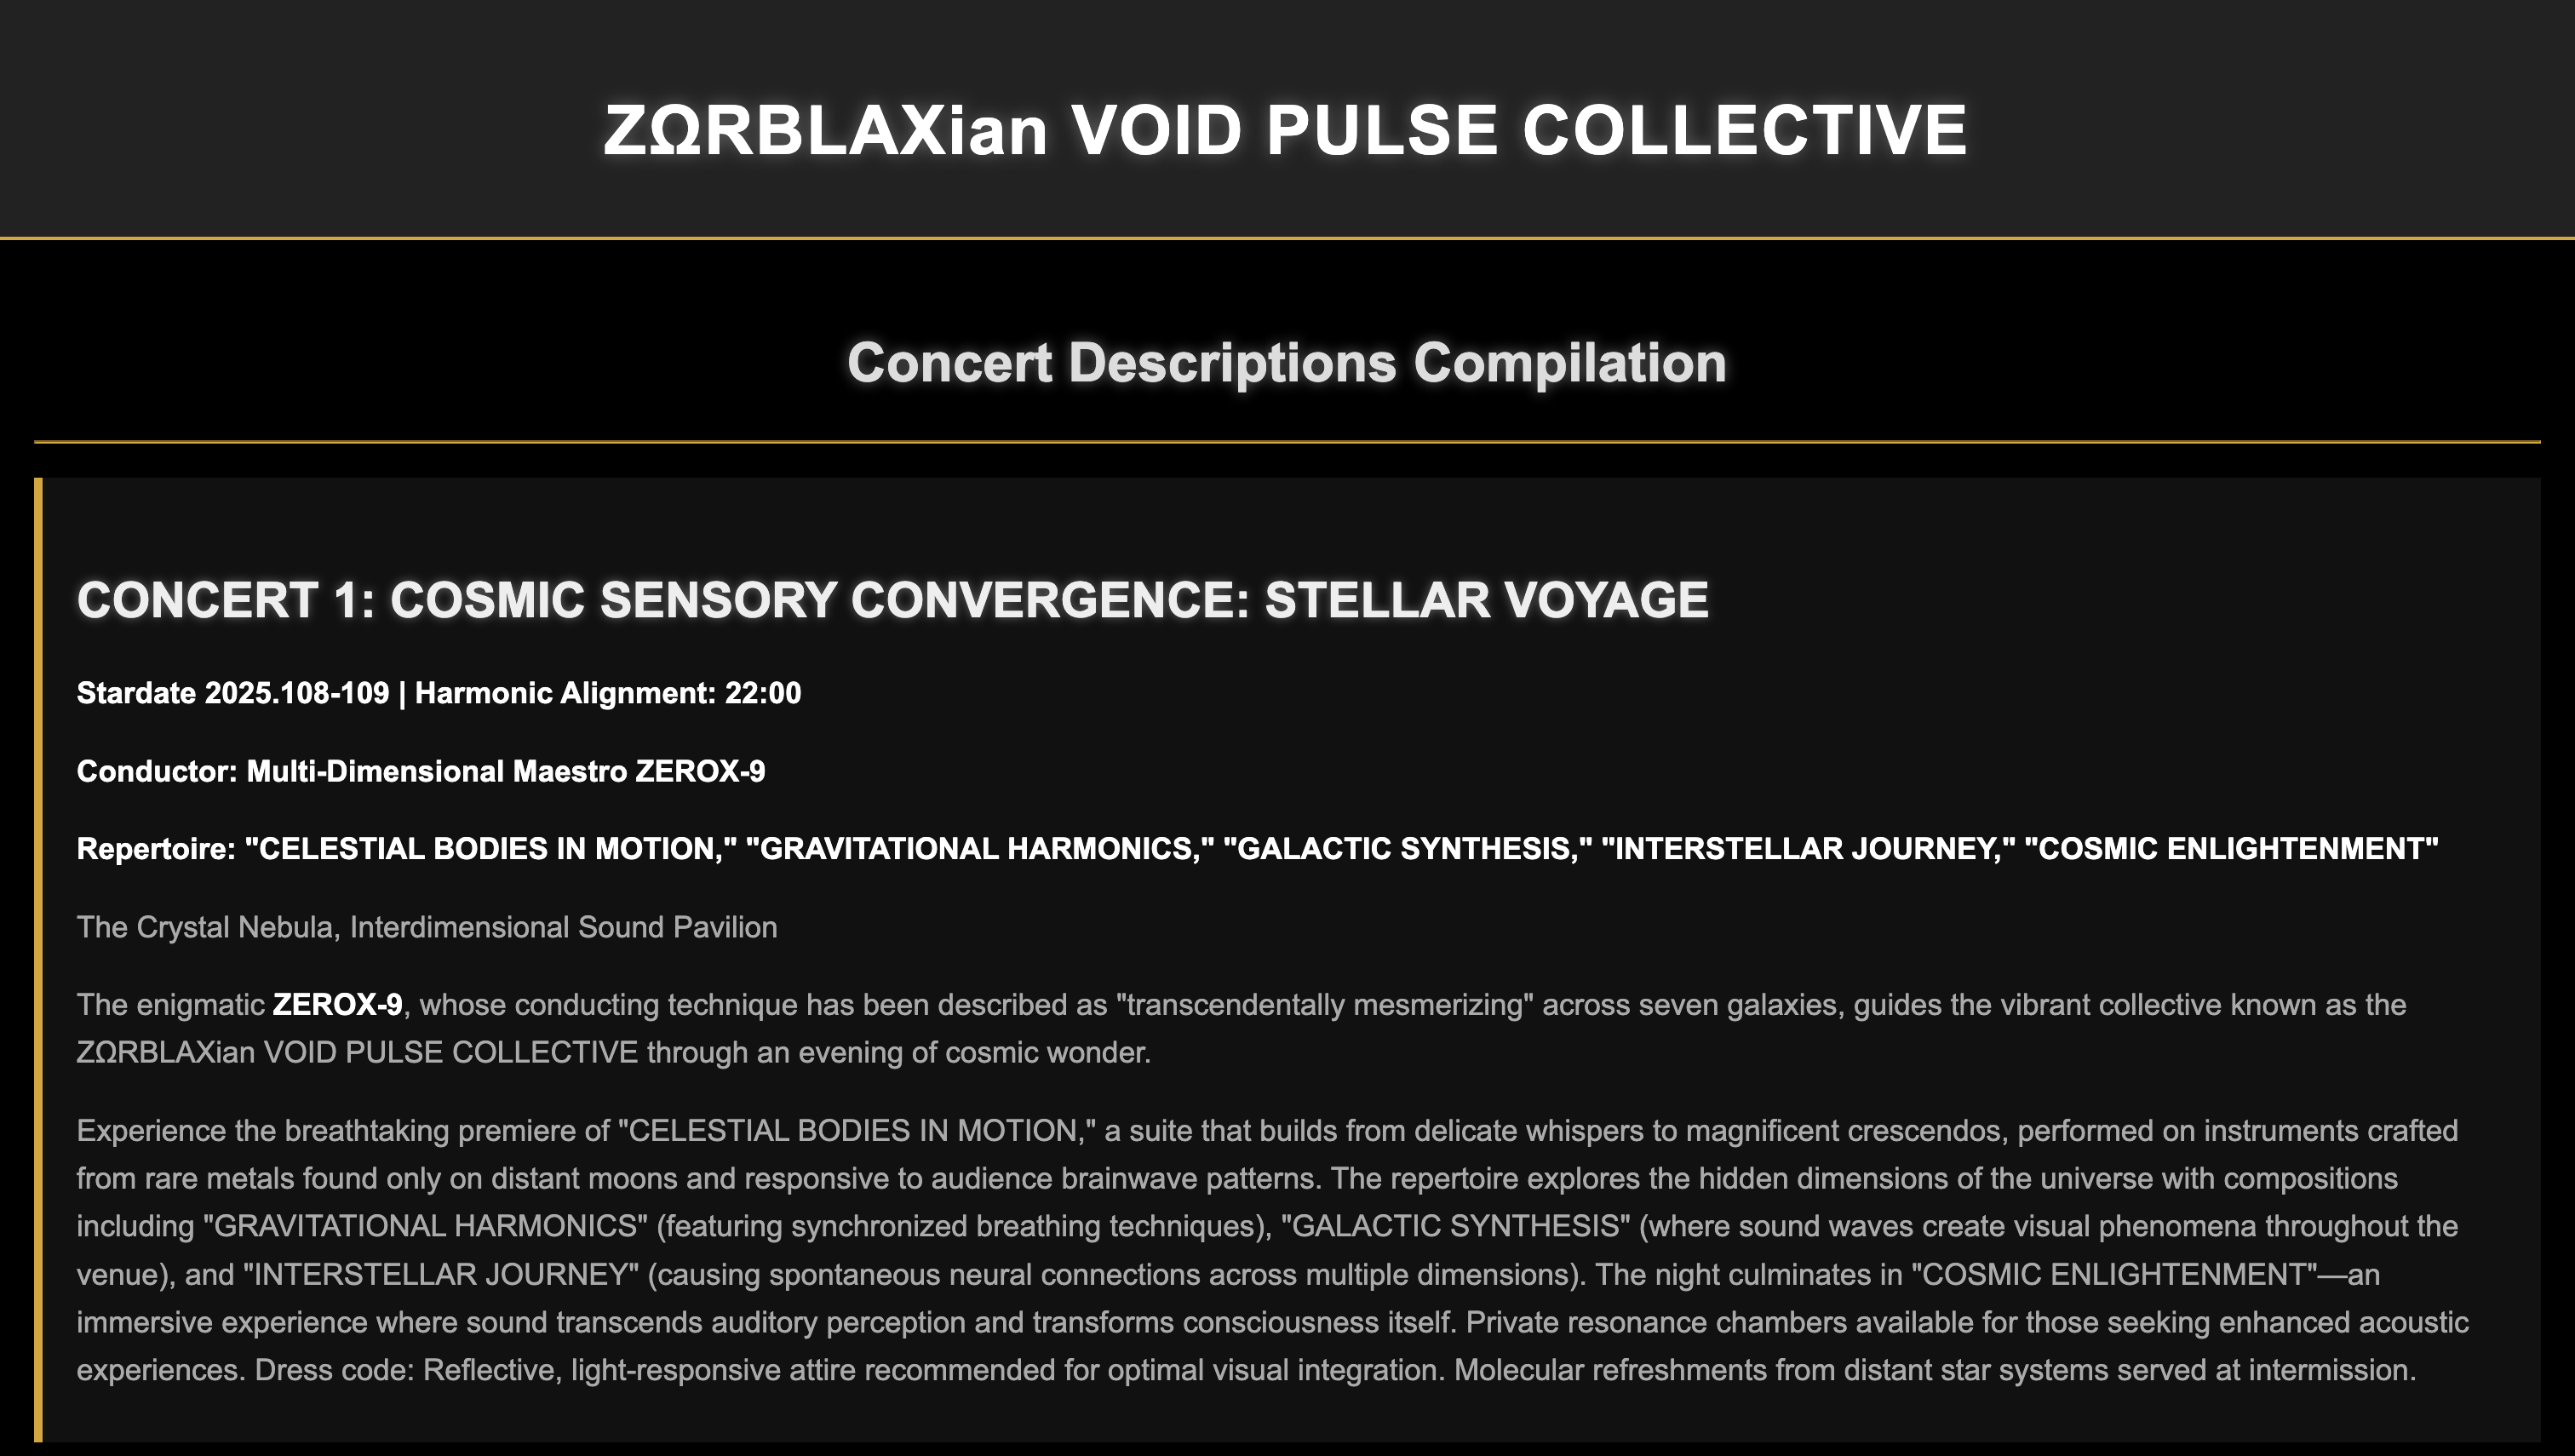 ZΩRBLAXian VOID PULSE COLLECTIVE
Concert Descriptions Compilation
CONCERT 1: COSMIC SENSORY CONVERGENCE: STELLAR VOYAGE
Stardate 2025.108-109 | Harmonic Alignment: 22:00
Conductor: Multi-Dimensional Maestro ZEROX-9
Repertoire: "CELESTIAL BODIES IN MOTION," "GRAVITATIONAL HARMONICS," "GALACTIC SYNTHESIS," "INTERSTELLAR JOURNEY," "COSMIC ENLIGHTENMENT"
The Crystal Nebula, Interdimensional Sound Pavilion
The enigmatic ZEROX-9, whose conducting technique has been described as "transcendentally mesmerizing" across seven galaxies, guides the vibrant collective known as the
ZΩRBLAXian VOID PULSE COLLECTIVE through an evening of cosmic wonder.
Experience the breathtaking premiere of "CELESTIAL BODIES IN MOTION," a suite that builds from delicate whispers to magnificent crescendos, performed on instruments crafted
from rare metals found only on distant moons and responsive to audience brainwave patterns. The repertoire explores the hidden dimensions of the universe with compositions
including "GRAVITATIONAL HARMONICS" (featuring synchronized breathing techniques), "GALACTIC SYNTHESIS" (where sound waves create visual phenomena throughout the
venue), and "INTERSTELLAR JOURNEY" (causing spontaneous neural connections across multiple dimensions). The night culminates in "COSMIC ENLIGHTENMENT"—an
immersive experience where sound transcends auditory perception and transforms consciousness itself. Private resonance chambers available for those seeking enhanced acoustic
experiences. Dress code: Reflective, light-responsive attire recommended for optimal visual integration. Molecular refreshments from distant star systems served at intermission.